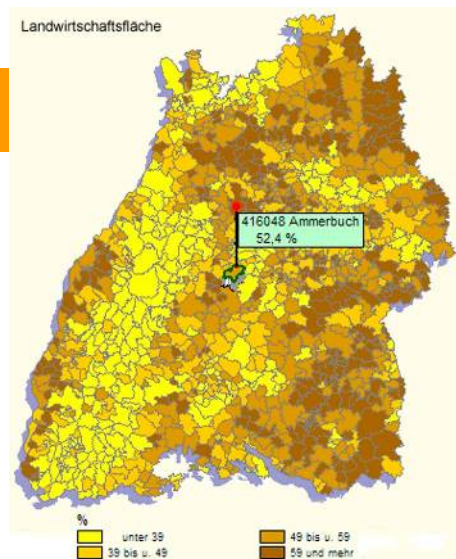 Landwirtschaftsfläche
416048 Ammerbuch
52,4 %
%
unter 39
39 bis u. 49
49 bis u. 59
59 und mehr